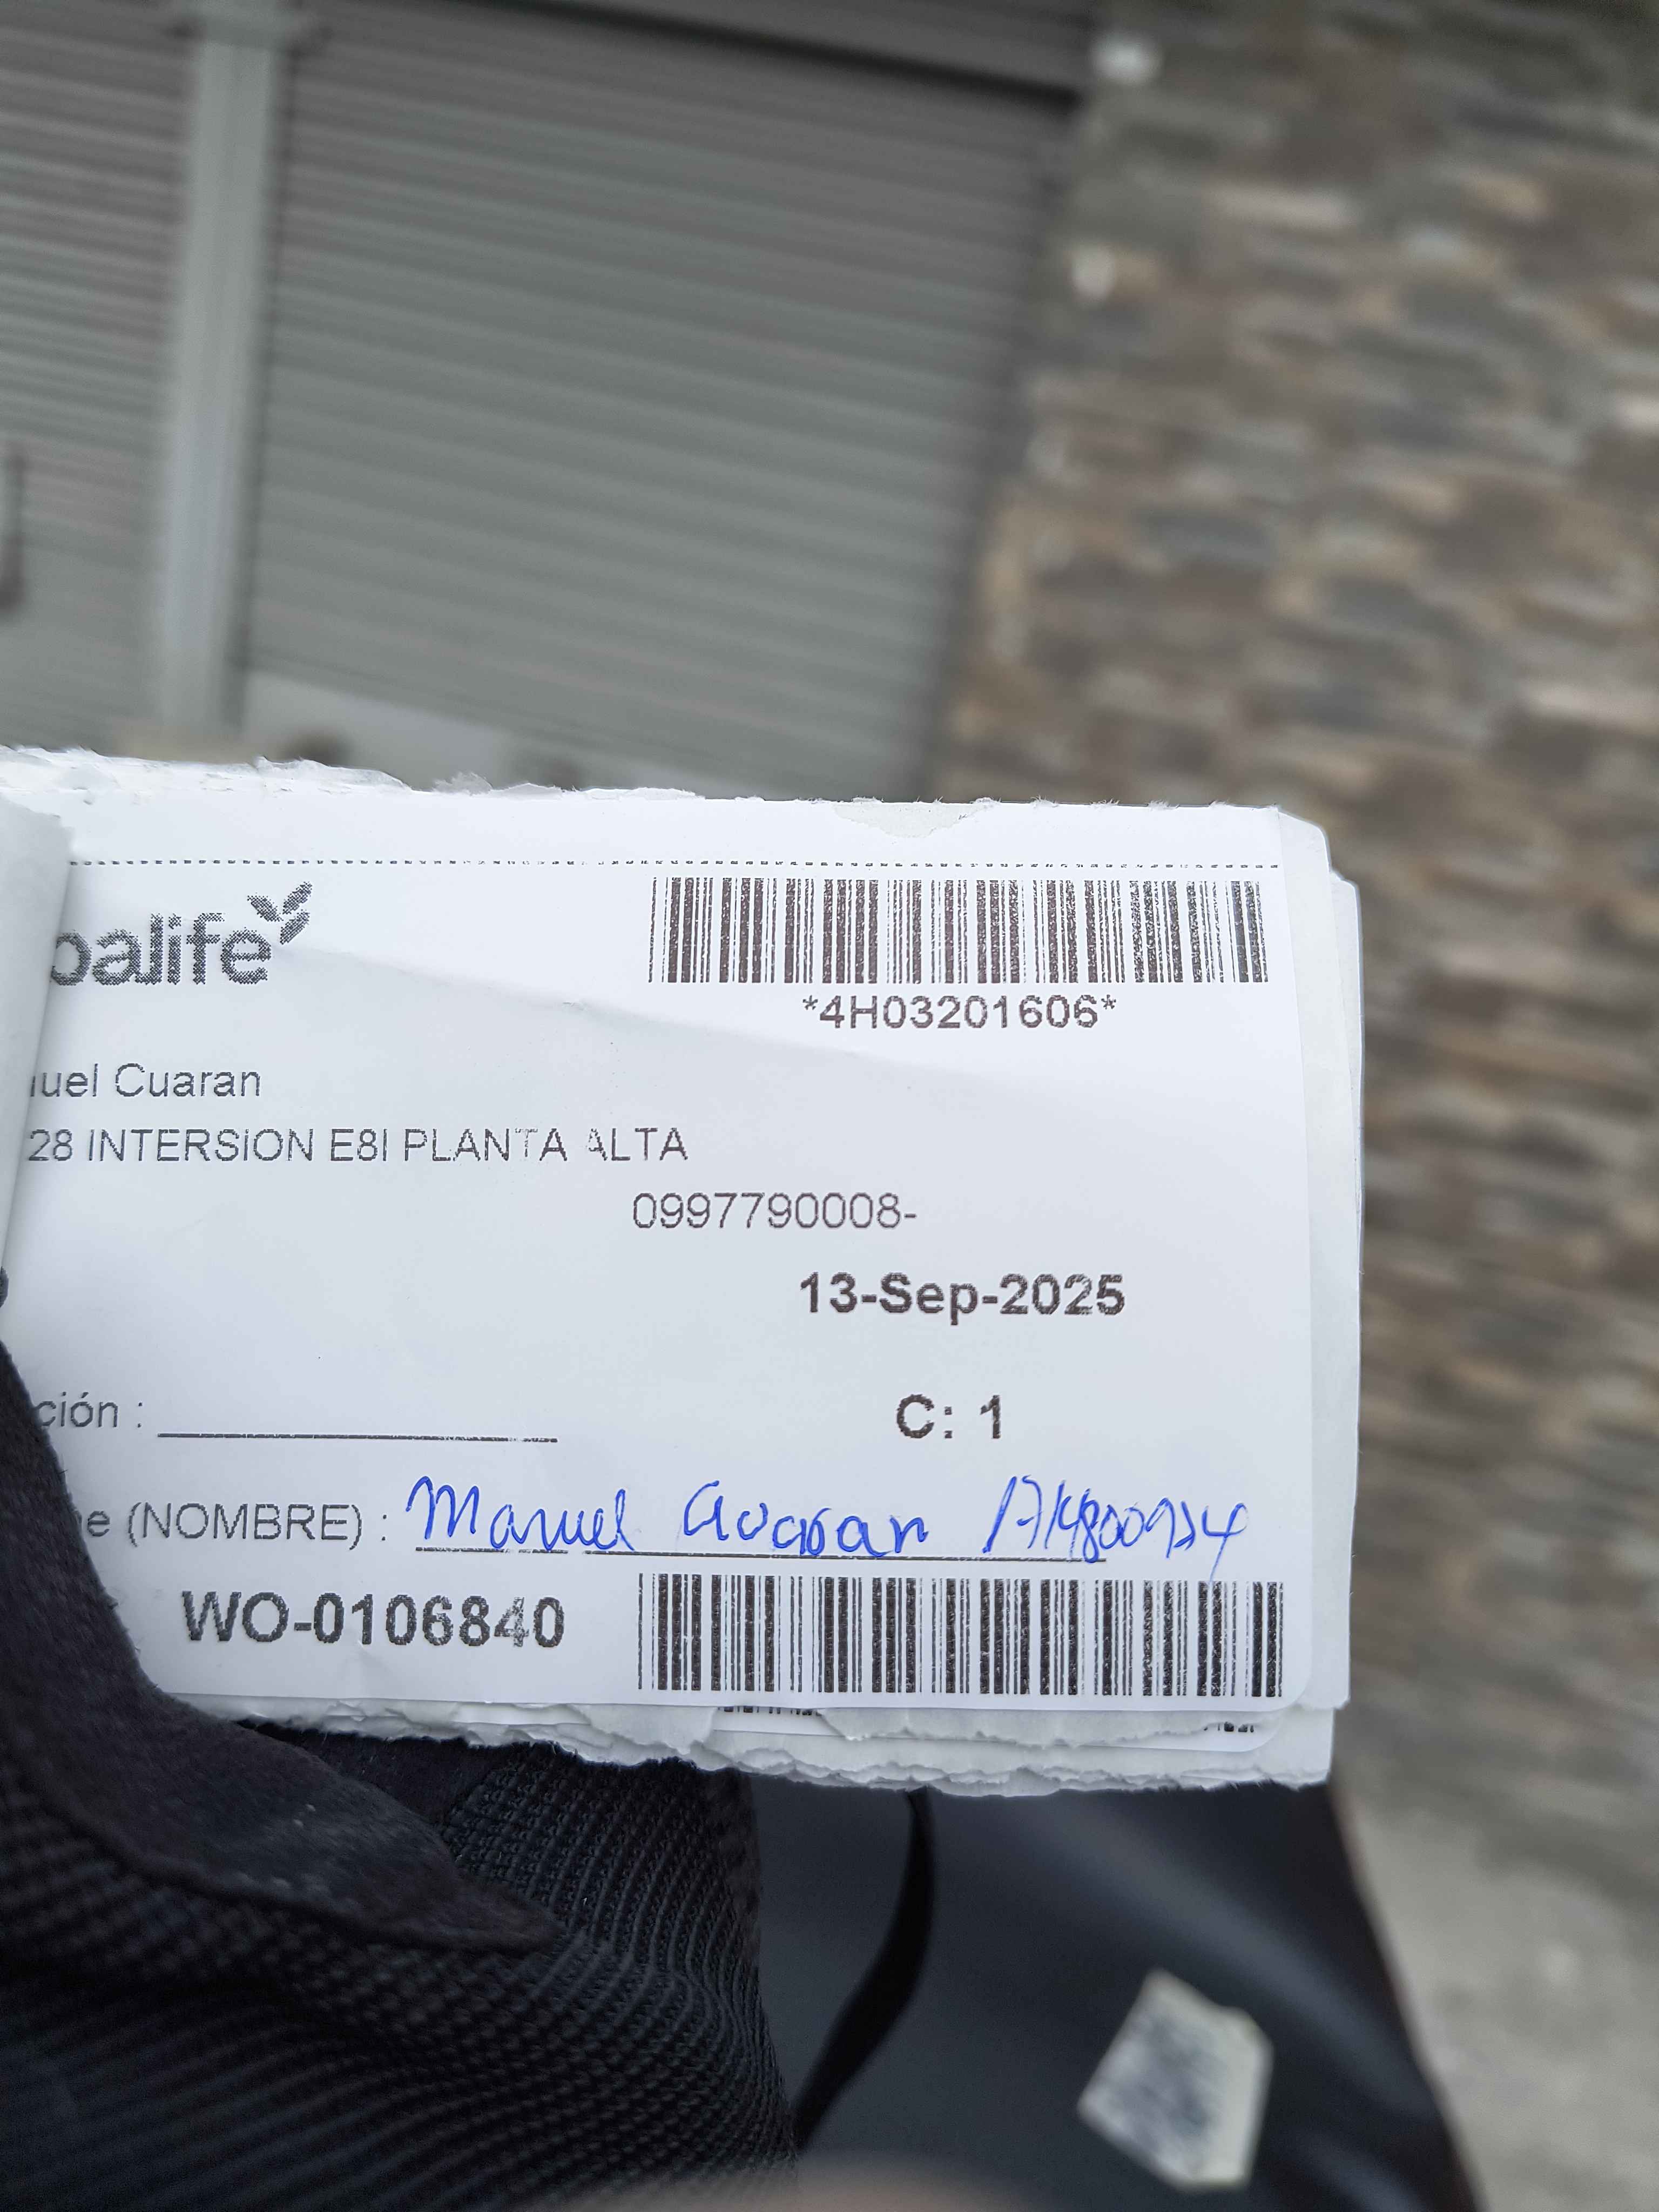 balife
*4H03201606*
uel Cuaran
28 INTERSION E8I PLANTA ALTA
0997790008-
13-Sep-2025
ción :
C: 1
e (NOMBRE) : Manuel Cuaran
WO-0106840